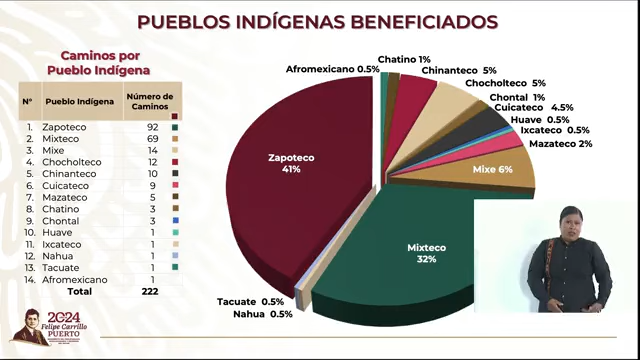 PUEBLOS INDÍGENAS BENEFICIADOS
Caminos por
Pueblo Indígena
N° Pueblo Indígena Número de Caminos
1. Zapoteco 92
2. Mixteco 69
3. Mixe 14
4. Chocholteco 12
5. Chinanteco 10
6. Cuicateco 9
7. Mazateco 5
8. Chatino 3
9. Chontal 3
10. Huave 1
11. Ixcateco 1
12. Nahua 1
13. Tacuate 1
14. Afromexicano 1
Total 222
Afromexicano 0.5%
Chatino 1%
Chinanteco 5%
Chocholteco 5%
Chontal 1%
Cuicateco 4.5%
Huave 0.5%
Ixcateco 0.5%
Mazateco 2%
Mixe 6%
Zapoteco
41%
Mixteco
32%
Tacuate 0.5%
Nahua 0.5%
2024
Felipe Carrillo
PUERTO